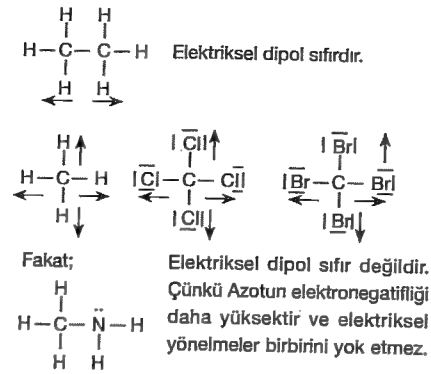 H H
H–C–C–H Elektriksel dipol sıfırdır.
H H
H | C̅l̅l | B̅r̅l
H–C–H |C̅l̅–C–C̅l̅l |B̅r̅–C–B̅r̅l
H |C̅l̅l |B̅r̅l
Fakat; Elektriksel dipol sıfır değildir.
H Çünkü Azotun elektronegatifliği
H–C–N̈–H daha yüksektir ve elektriksel
H H yönelmeler birbirini yok etmez.